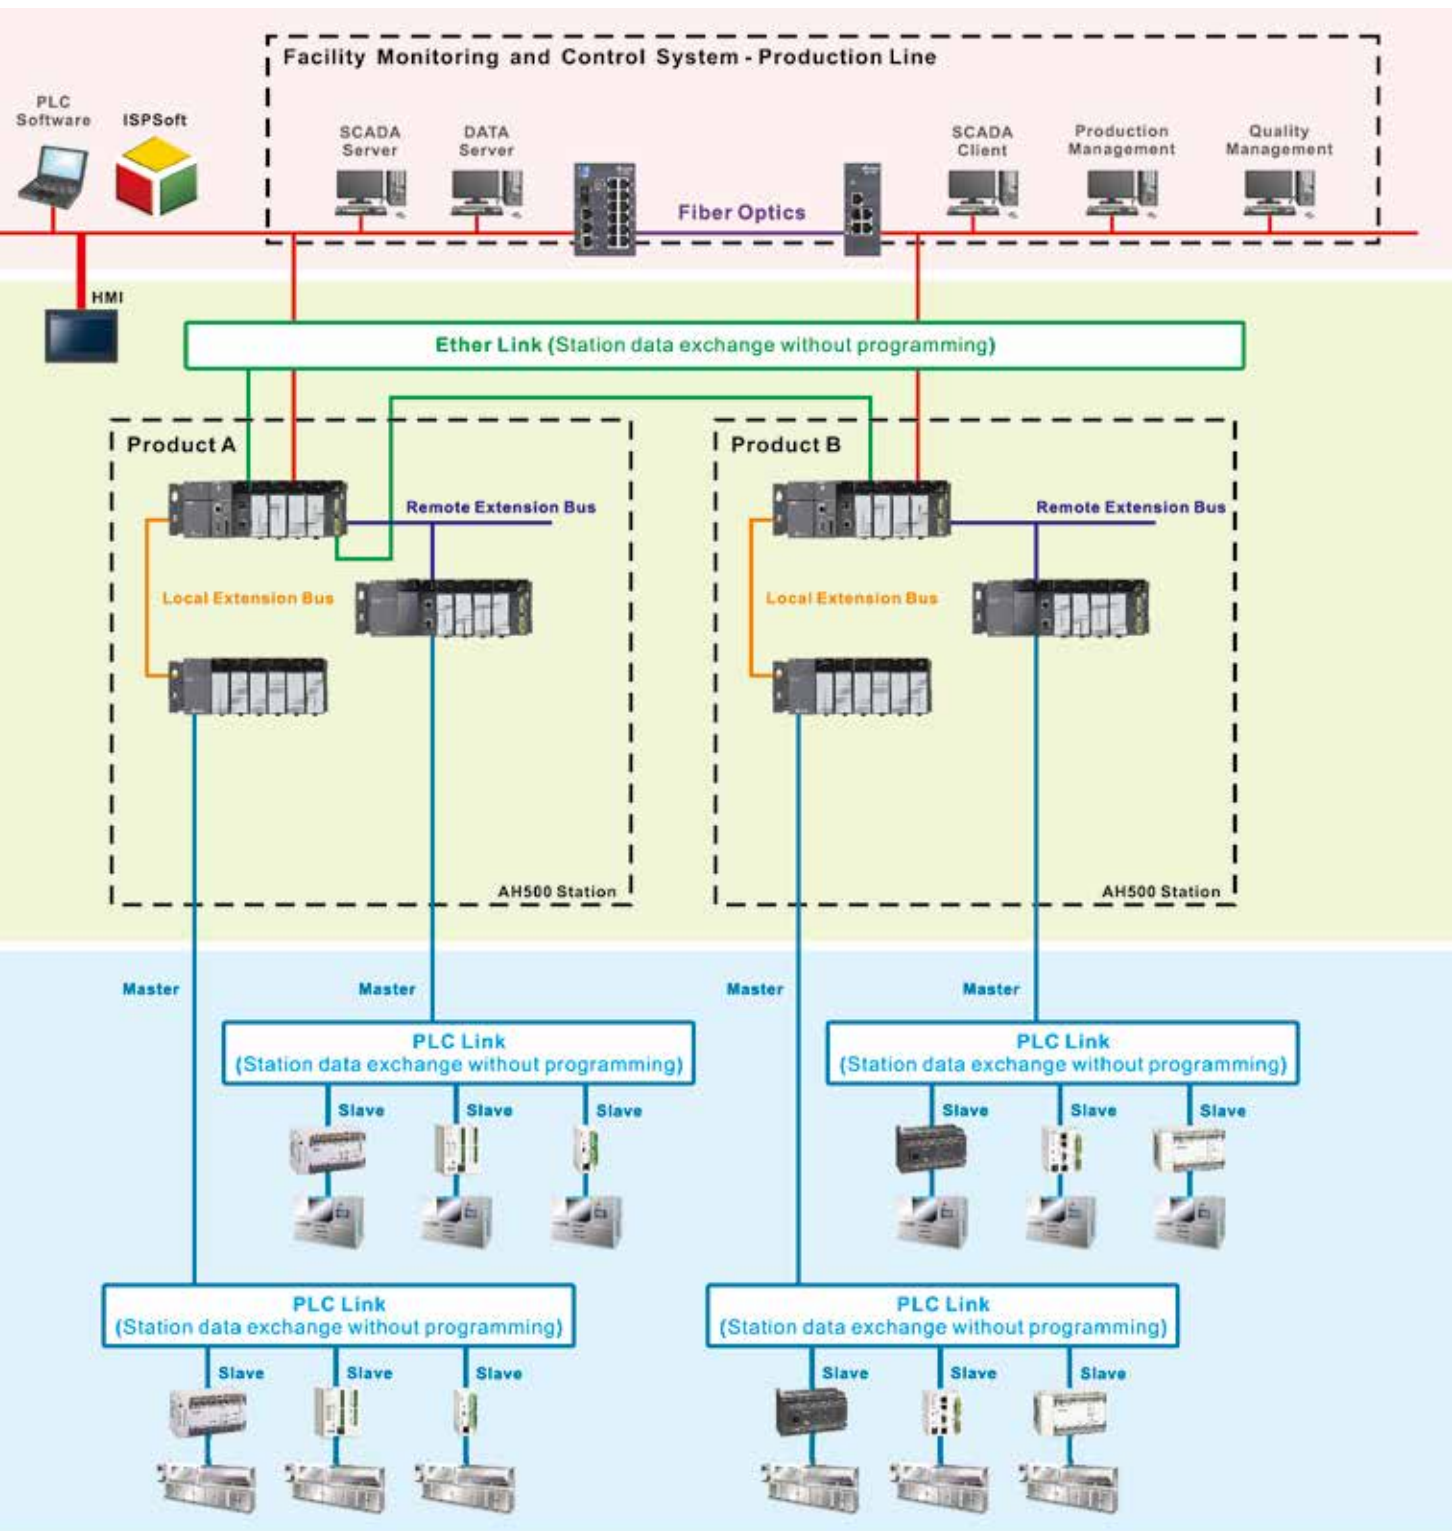 Facility Monitoring and Control System - Production Line
PLC
Software
ISPSoft
SCADA
Server
DATA
Server
Fiber Optics
SCADA
Client
Production
Management
Quality
Management
HMI
Ether Link (Station data exchange without programming)
Product A
Remote Extension Bus
Local Extension Bus
AH500 Station
Product B
Remote Extension Bus
Local Extension Bus
AH500 Station
Master
Master
Master
Master
PLC Link
(Station data exchange without programming)
Slave
Slave
Slave
PLC Link
(Station data exchange without programming)
Slave
Slave
Slave
PLC Link
(Station data exchange without programming)
Slave
Slave
Slave
PLC Link
(Station data exchange without programming)
Slave
Slave
Slave